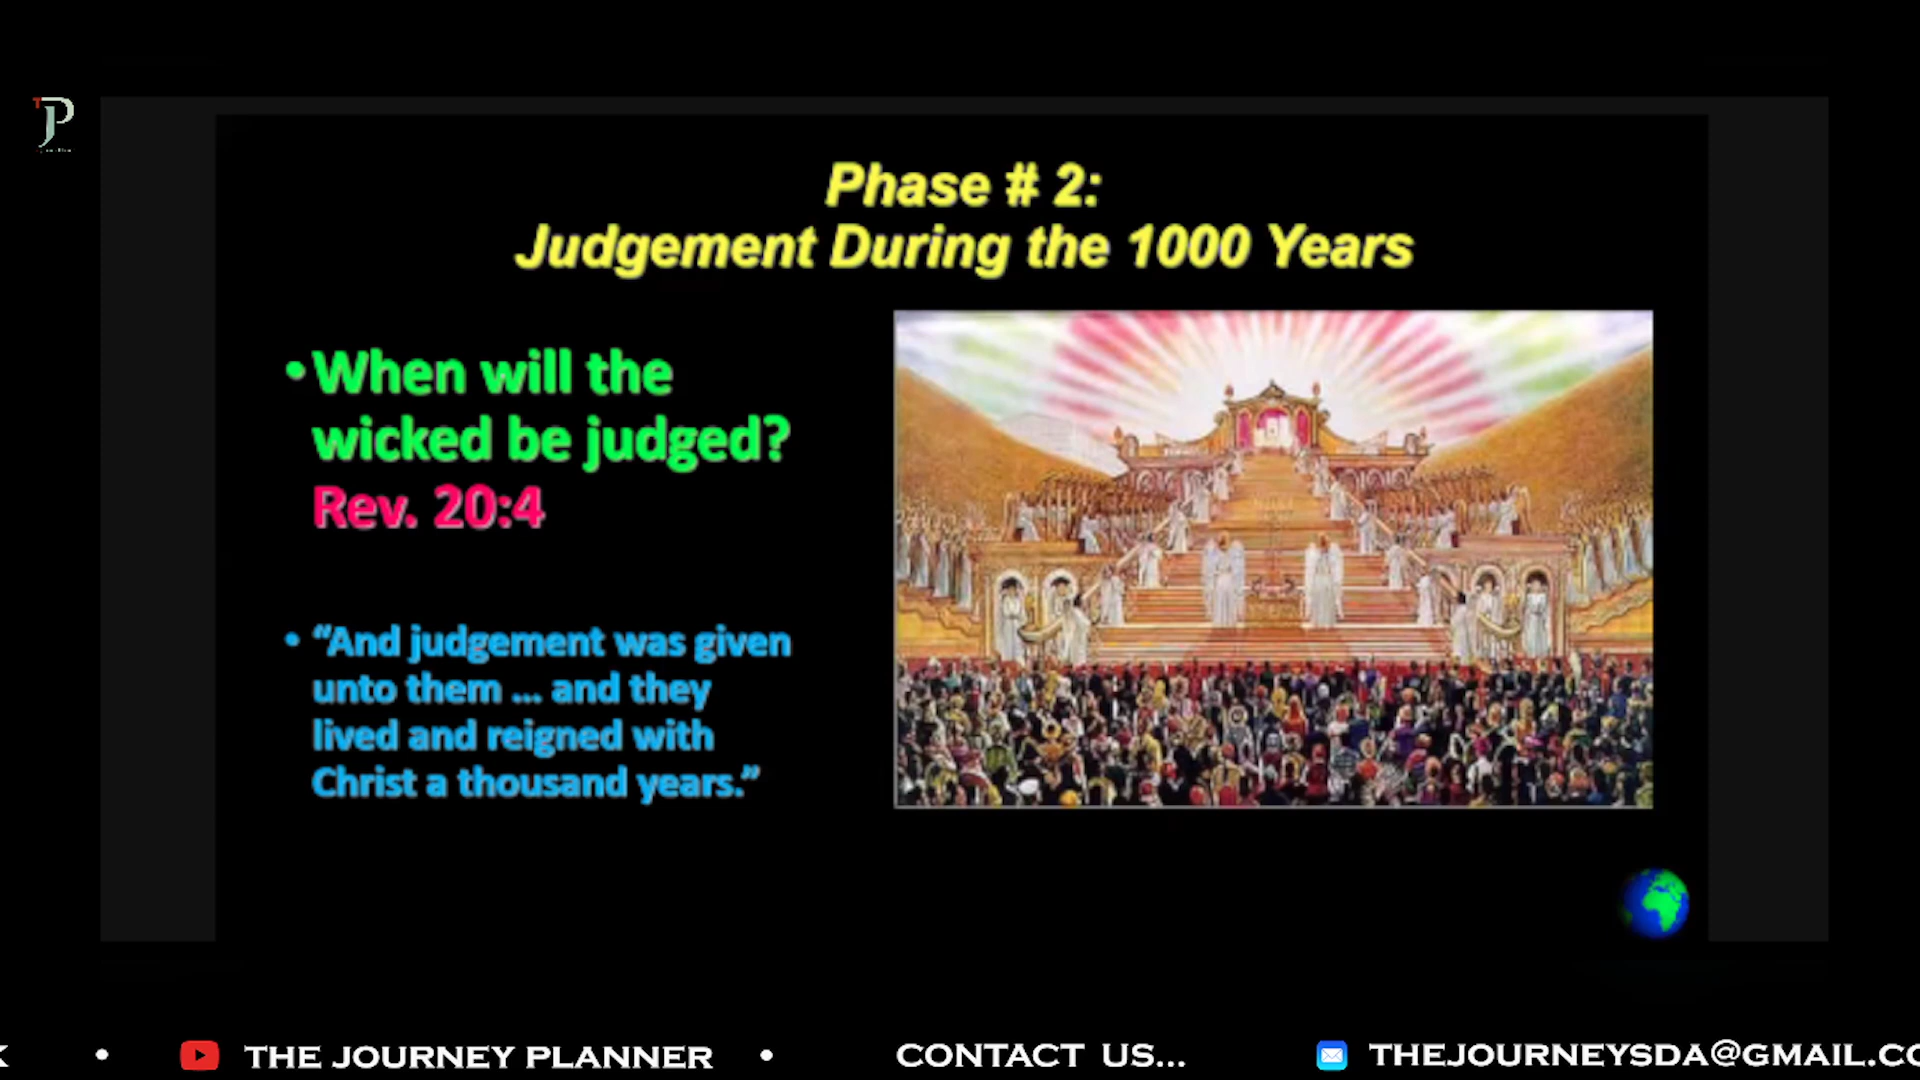 TJP
Phase # 2:
Judgement During the 1000 Years
•When will the
wicked be judged?
Rev. 20:4
• “And judgement was given
unto them ... and they
lived and reigned with
Christ a thousand years.”
K • THE JOURNEY PLANNER • CONTACT US... THEJOURNEYSDA@GMAIL.CO